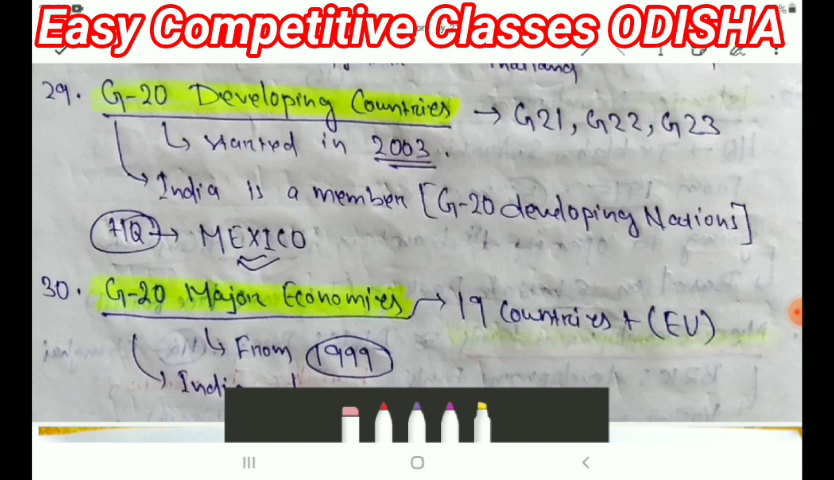 Easy Competitive Classes ODISHA
Thailand
29. G-20 Developing Countries → G21, G22, G23
↳ Started in 2003.
↳ India is a member [G-20 developing Nations]
HQ → MEXICO
30. G-20 Major Economies → 19 Countries + (EU)
↳ From 1999
↳ India